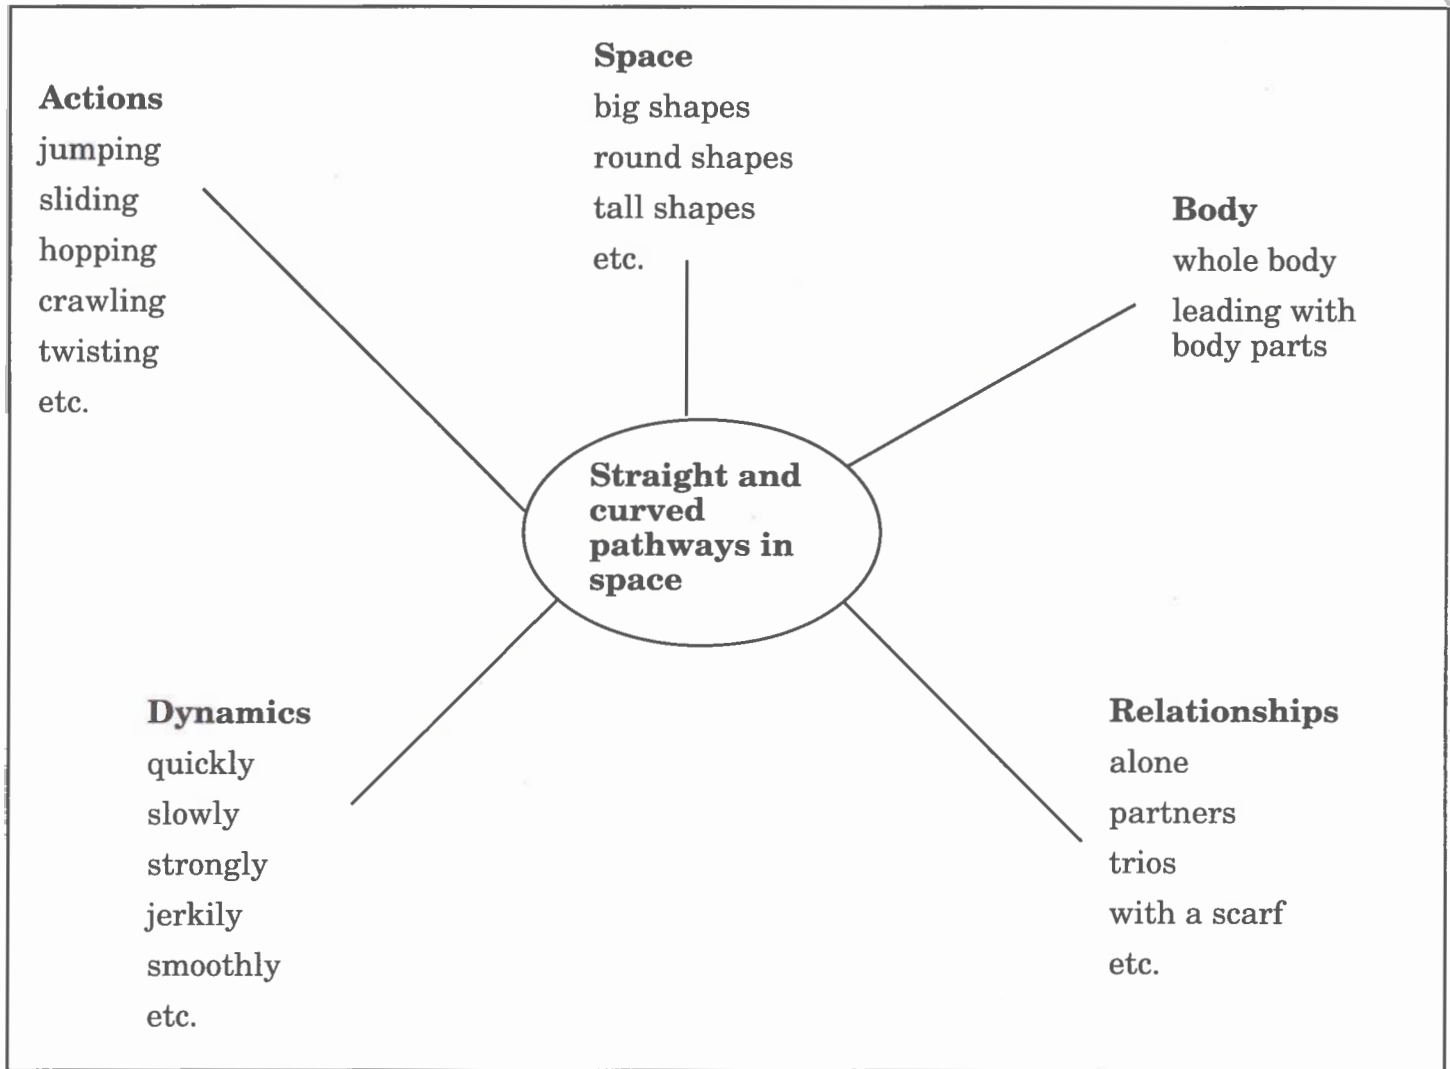 Actions
jumping
sliding
hopping
crawling
twisting
etc.
Space
big shapes
round shapes
tall shapes
etc.
Body
whole body
leading with
body parts
Straight and
curved
pathways in
space
Dynamics
quickly
slowly
strongly
jerkily
smoothly
etc.
Relationships
alone
partners
trios
with a scarf
etc.